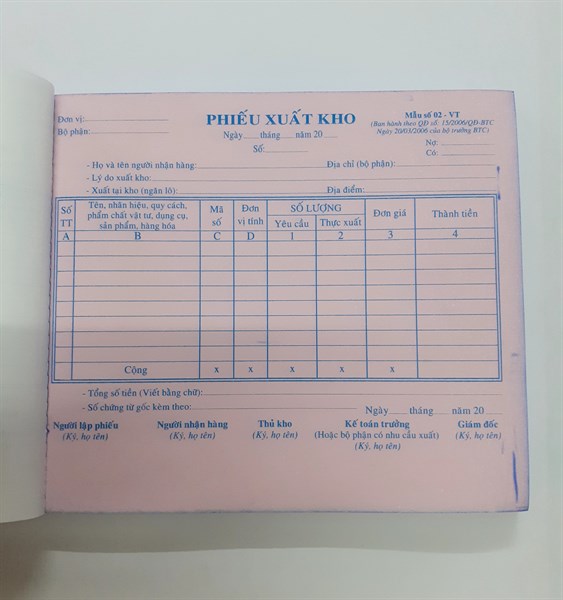 Đơn vị:
PHIẾU XUẤT KHO
Mẫu số 02 - VT
Bộ phận:
Ngày tháng năm 20
(Ban hành theo QĐ số: 15/2006/QĐ-BTC
Ngày 20/03/2006 của bộ trưởng BTC)
Số:
Nợ:
Có:
- Họ và tên người nhận hàng: Địa chỉ (bộ phận):
- Lý do xuất kho:
- Xuất tại kho (ngăn lô): Địa điểm:
Số TT
Tên, nhãn hiệu, quy cách,
phẩm chất vật tư, dụng cụ,
sản phẩm, hàng hóa
Mã số
Đơn vị tính
SỐ LƯỢNG
Yêu cầu Thực xuất
Đơn giá
Thành tiền
A B C D 1 2 3 4
Cộng x x x x x
- Tổng số tiền (Viết bằng chữ):
- Số chứng từ gốc kèm theo:
Ngày tháng năm 20
Người lập phiếu Người nhận hàng Thủ kho Kế toán trưởng Giám đốc
(Ký, họ tên) (Ký, họ tên) (Ký, họ tên) (Hoặc bộ phận có nhu cầu xuất) (Ký, họ tên)
(Ký, họ tên)